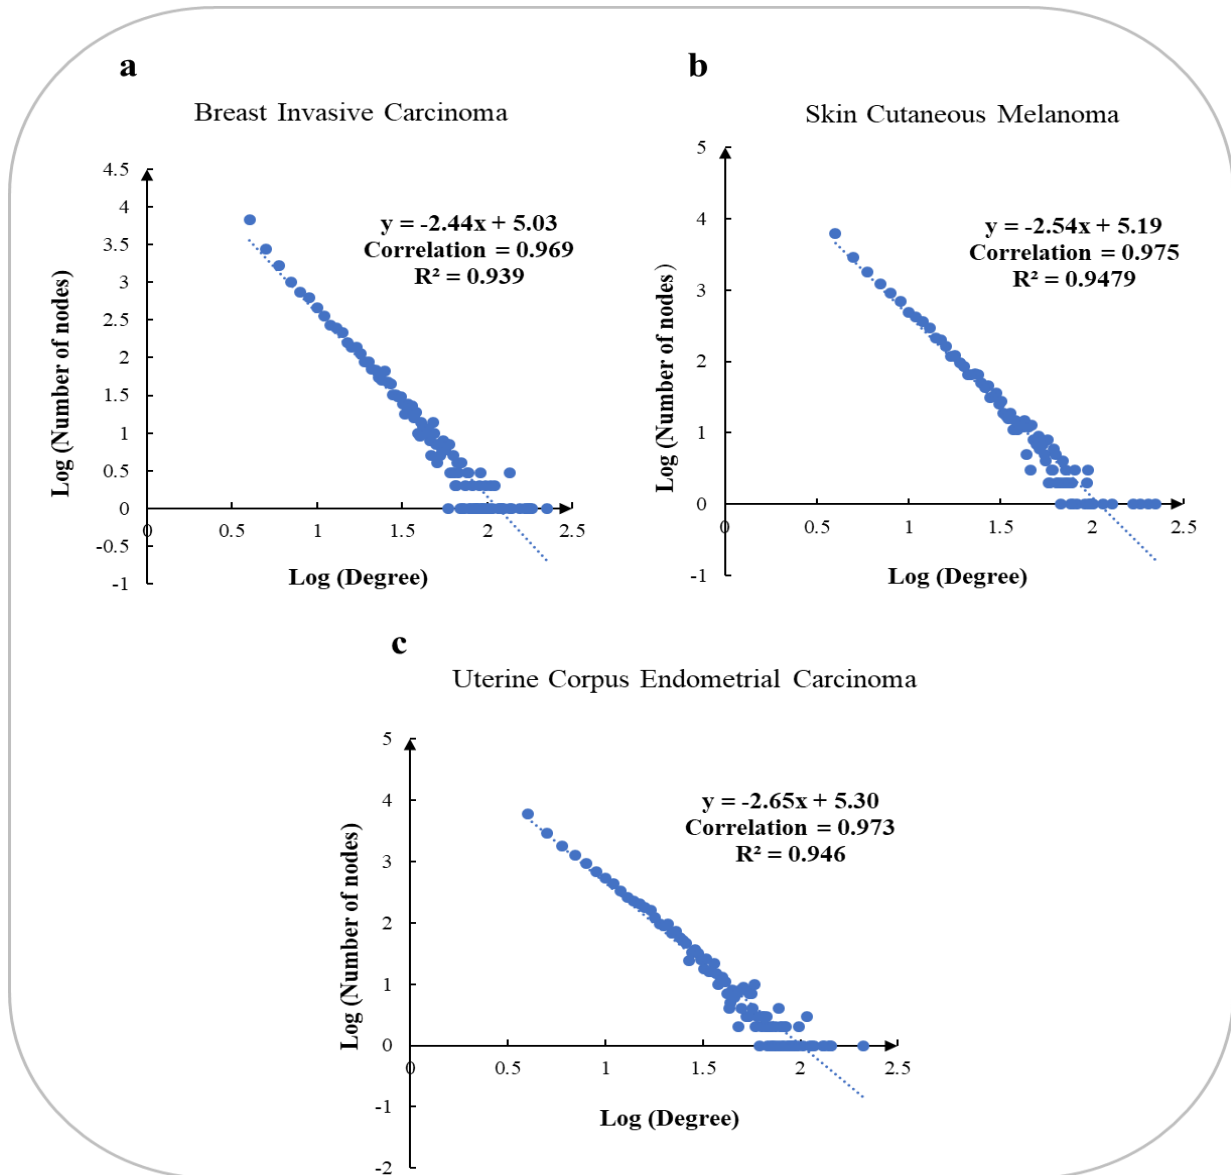 a
Breast Invasive Carcinoma
y = -2.44x + 5.03
Correlation = 0.969
R² = 0.939
Log (Number of nodes)
4.5
4
3.5
3
2.5
2
1.5
1
0.5
0
-0.5
-1
0 0.5 1 1.5 2 2.5
Log (Degree)
b
Skin Cutaneous Melanoma
y = -2.54x + 5.19
Correlation = 0.975
R² = 0.9479
Log (Number of nodes )
5
4
3
2
1
0
-1
0 0.5 1 1.5 2 2.5
Log (Degree)
c
Uterine Corpus Endometrial Carcinoma
y = -2.65x + 5.30
Correlation = 0.973
R² = 0.946
Log (Number of nodes)
5
4
3
2
1
0
-1
-2
0 0.5 1 1.5 2 2.5
Log (Degree)